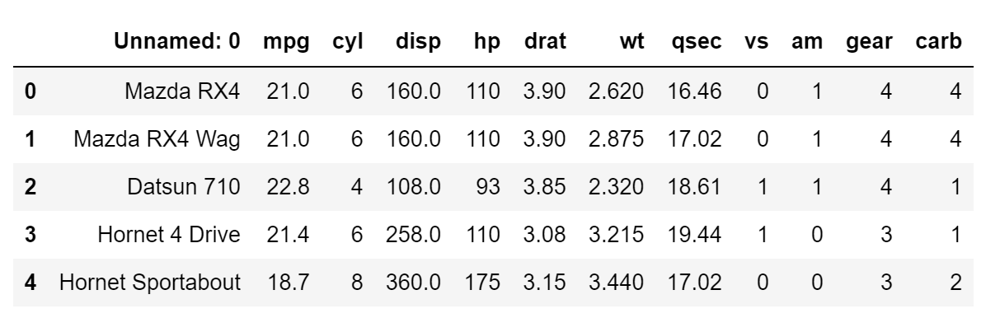 Unnamed: 0 mpg cyl disp hp drat wt qsec vs am gear carb
0 Mazda RX4 21.0 6 160.0 110 3.90 2.620 16.46 0 1 4 4
1 Mazda RX4 Wag 21.0 6 160.0 110 3.90 2.875 17.02 0 1 4 4
2 Datsun 710 22.8 4 108.0 93 3.85 2.320 18.61 1 1 4 1
3 Hornet 4 Drive 21.4 6 258.0 110 3.08 3.215 19.44 1 0 3 1
4 Hornet Sportabout 18.7 8 360.0 175 3.15 3.440 17.02 0 0 3 2